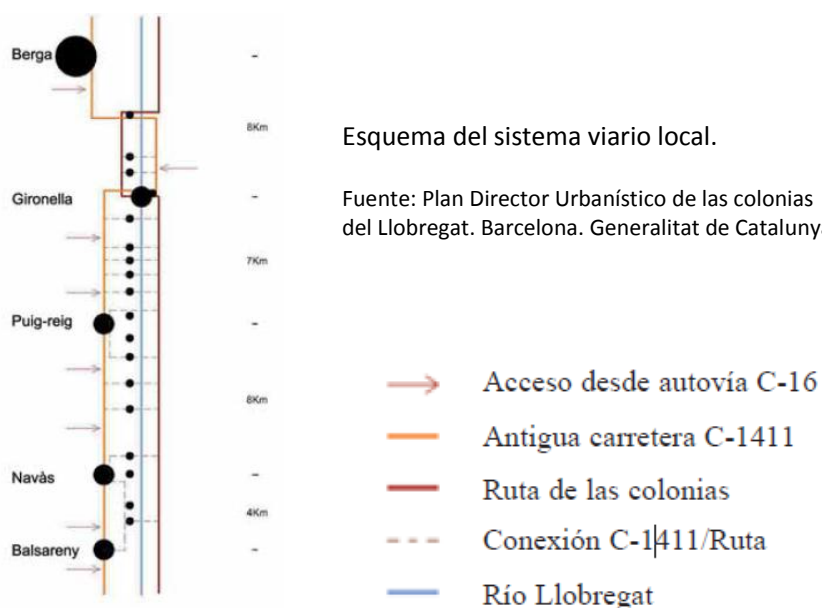 Berga
-
8Km
Gironella
-
7Km
Puig-reig
-
8Km
Navàs
-
4Km
Balsareny
-
Esquema del sistema viario local.
Fuente: Plan Director Urbanístico de las colonias
del Llobregat. Barcelona. Generalitat de Cataluny
Acceso desde autovía C-16
Antigua carretera C-1411
Ruta de las colonias
Conexión C-1411/Ruta
Río Llobregat